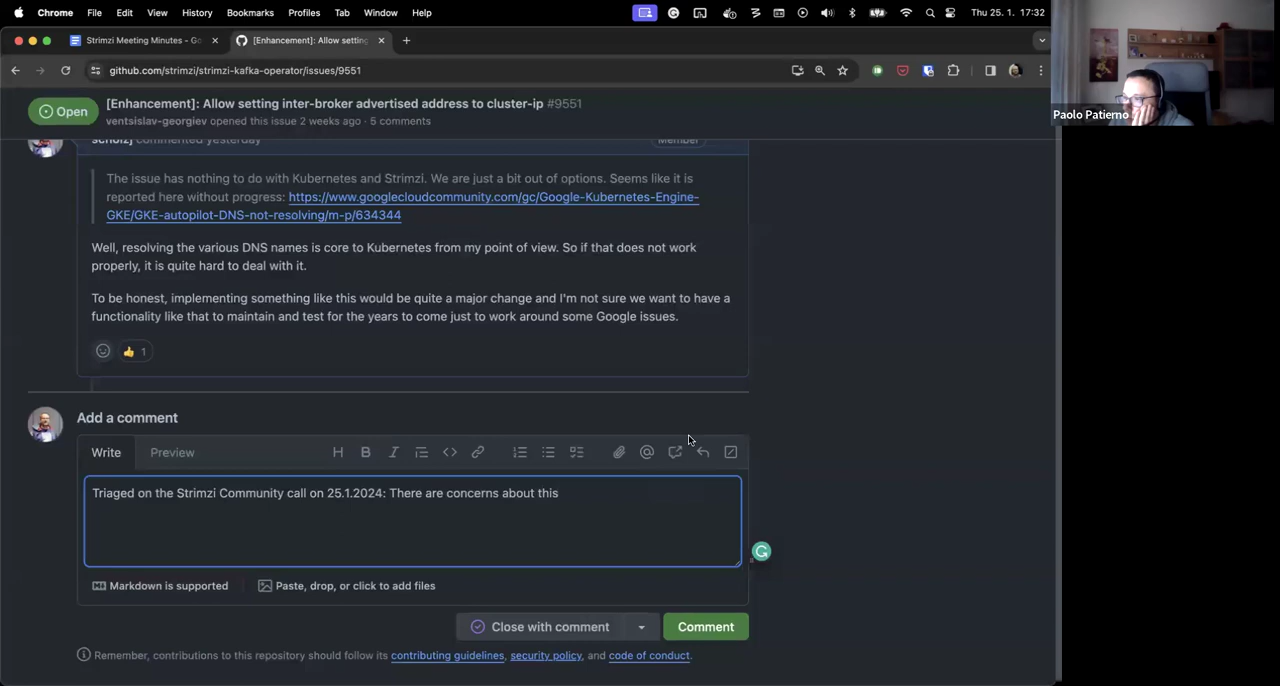 Chrome File Edit View History Bookmarks Profiles Tab Window Help Thu 25. 1. 17:32
Strimzi Meeting Minutes - Go [Enhancement]: Allow setting
github.com/strimzi/strimzi-kafka-operator/issues/9551
Open [Enhancement]: Allow setting inter-broker advertised address to cluster-ip #9551
ventsislav-georgiev opened this issue 2 weeks ago · 5 comments
Paolo Patierno
scholzj commented yesterday Member
The issue has nothing to do with Kubernetes and Strimzi. We are just a bit out of options. Seems like it is
reported here without progress: https://www.googlecloudcommunity.com/gc/Google-Kubernetes-Engine-
GKE/GKE-autopilot-DNS-not-resolving/m-p/634344
Well, resolving the various DNS names is core to Kubernetes from my point of view. So if that does not work
properly, it is quite hard to deal with it.
To be honest, implementing something like this would be quite a major change and I'm not sure we want to have a
functionality like that to maintain and test for the years to come just to work around some Google issues.
👍 1
Add a comment
Write Preview
Triaged on the Strimzi Community call on 25.1.2024: There are concerns about this
Markdown is supported Paste, drop, or click to add files
Close with comment Comment
Remember, contributions to this repository should follow its contributing guidelines, security policy, and code of conduct.